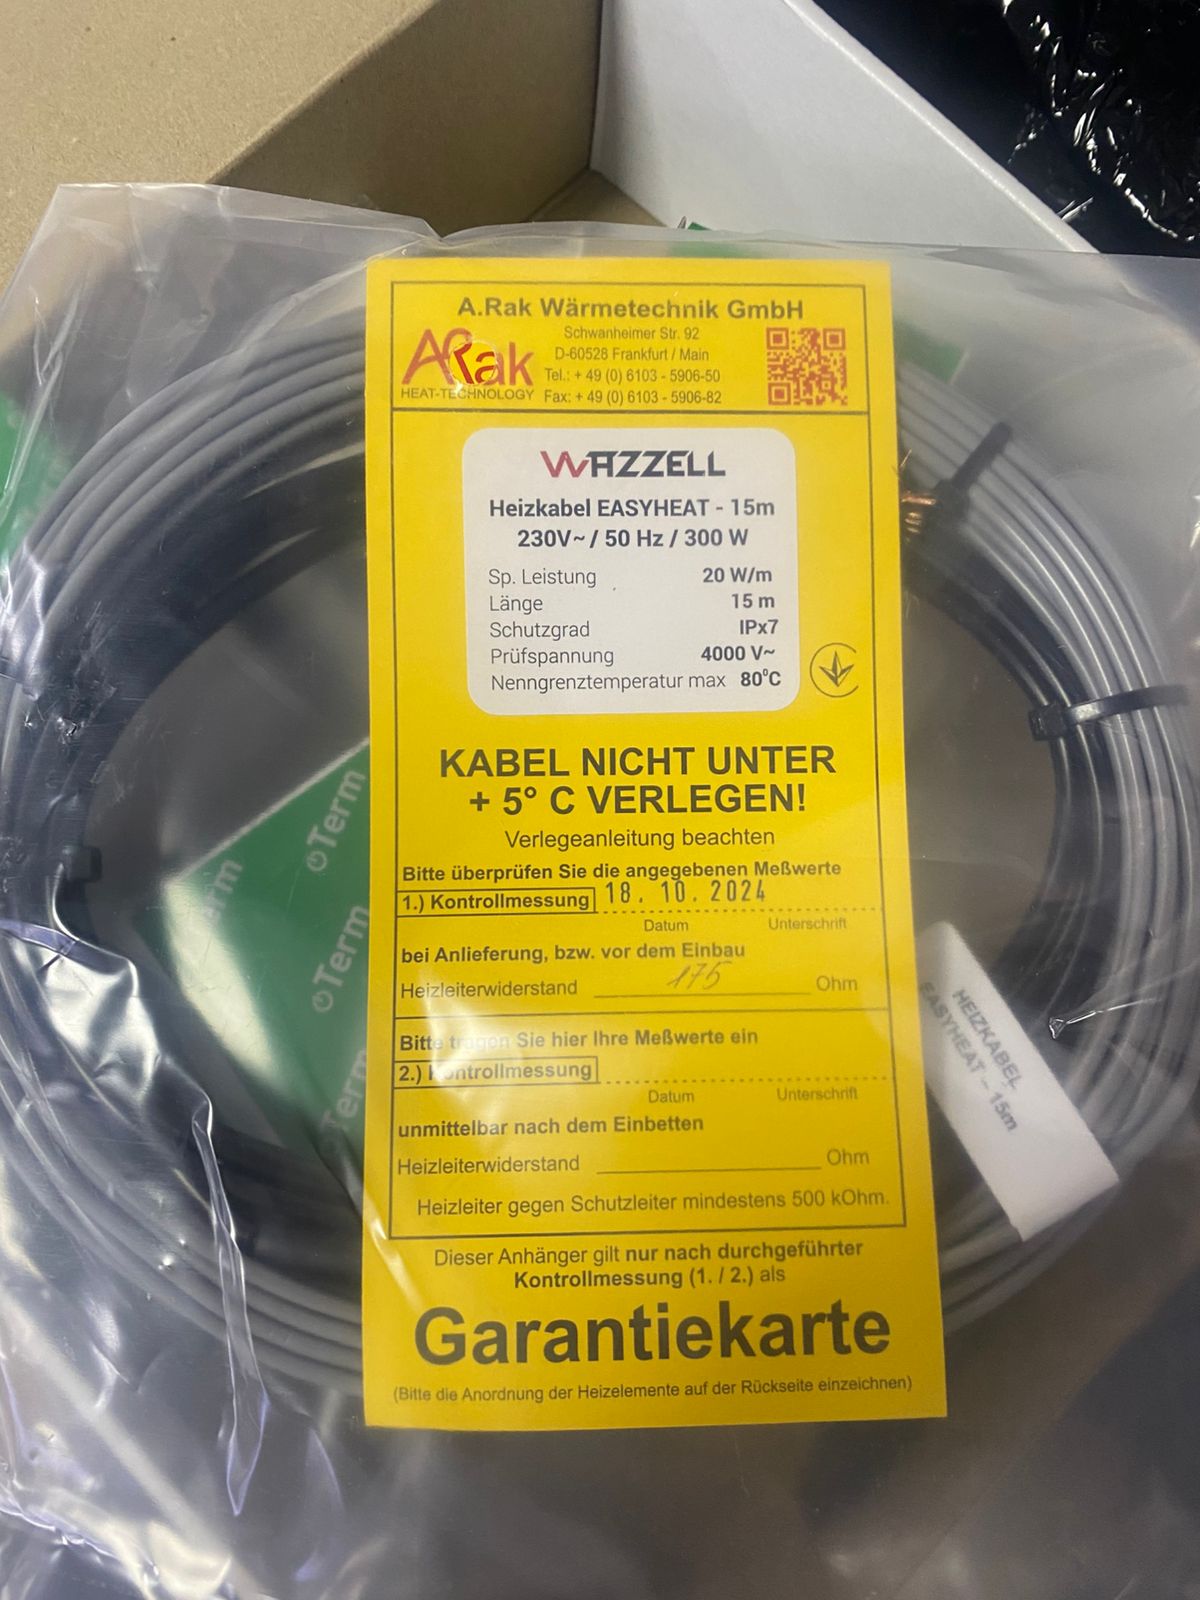 A.Rak Wärmetechnik GmbH
ARak
HEAT-TECHNOLOGY
Schwanheimer Str. 92
D-60528 Frankfurt / Main
Tel.: + 49 (0) 6103 - 5906-50
Fax: + 49 (0) 6103 - 5906-82
WAZZELL
Heizkabel EASYHEAT - 15m
230V~ / 50 Hz / 300 W
Sp. Leistung 20 W/m
Länge 15 m
Schutzgrad IPx7
Prüfspannung 4000 V~
Nenngrenztemperatur max 80⁰C
KABEL NICHT UNTER
+ 5° C VERLEGEN!
Verlegeanleitung beachten
Bitte überprüfen Sie die angegebenen Meßwerte
1.) Kontrollmessung 18. 10. 2024
Datum Unterschrift
bei Anlieferung, bzw. vor dem Einbau
Heizleiterwiderstand 175 Ohm
Bitte tragen Sie hier Ihre Meßwerte ein
2.) Kontrollmessung
Datum Unterschrift
unmittelbar nach dem Einbetten
Heizleiterwiderstand Ohm
Heizleiter gegen Schutzleiter mindestens 500 kOhm.
Dieser Anhänger gilt nur nach durchgeführter
Kontrollmessung (1. / 2.) als
Garantiekarte
(Bitte die Anordnung der Heizelemente auf der Rückseite einzeichnen)
HEIZKABEL
EASYHEAT - 15m
Term
Term
Term
Term